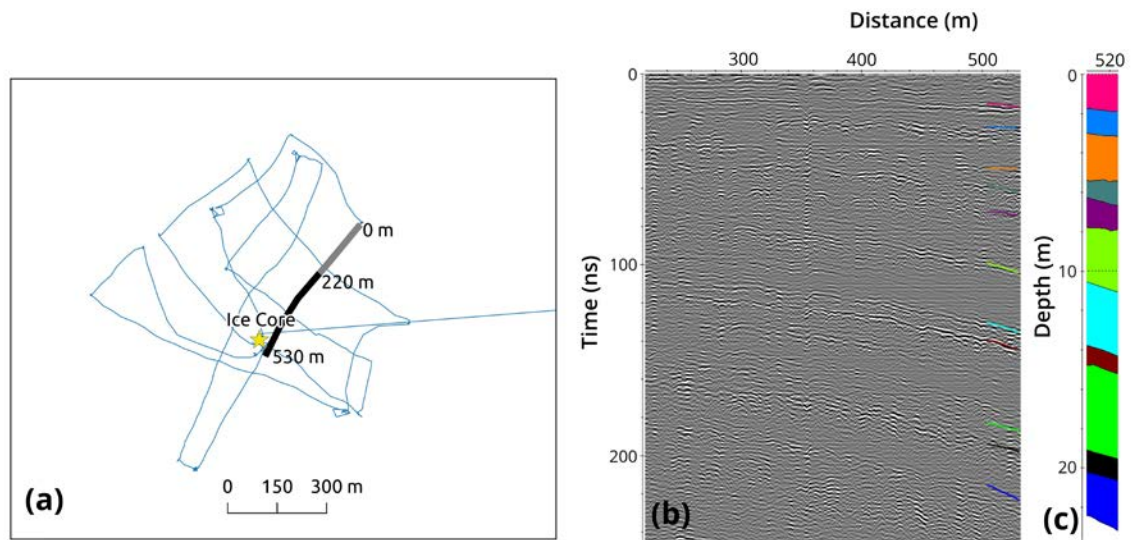 0 m
220 m
Ice Core
530 m
0 150 300 m
(a)
Distance (m)
300 400 500
0
100
200
Time (ns)
(b)
520
0
10
20
Depth (m)
(c)